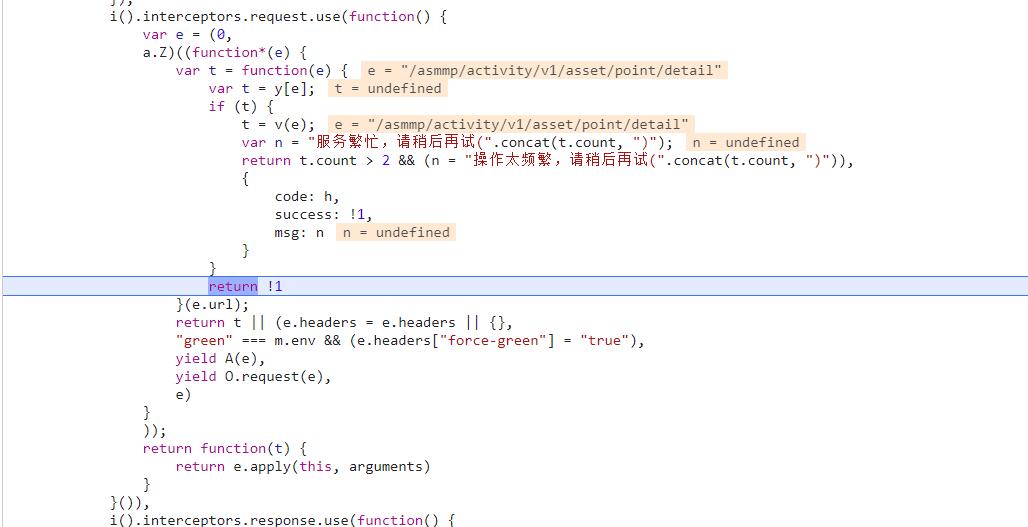 });
i().interceptors.request.use(function() {
var e = (0,
a.Z)((function*(e) {
var t = function(e) { e = "/asmmp/activity/v1/asset/point/detail"
var t = y[e]; t = undefined
if (t) {
t = v(e); e = "/asmmp/activity/v1/asset/point/detail"
var n = "服务繁忙，请稍后再试(".concat(t.count, ")"); n = undefined
return t.count > 2 && (n = "操作太频繁，请稍后再试(".concat(t.count, ")")),
{
code: h,
success: !1,
msg: n n = undefined
}
}
return !1
}(e.url);
return t || (e.headers = e.headers || {},
"green" === m.env && (e.headers["force-green"] = "true"),
yield A(e),
yield O.request(e),
e)
}
));
return function(t) {
return e.apply(this, arguments)
}
}()),
i().interceptors.response.use(function() {